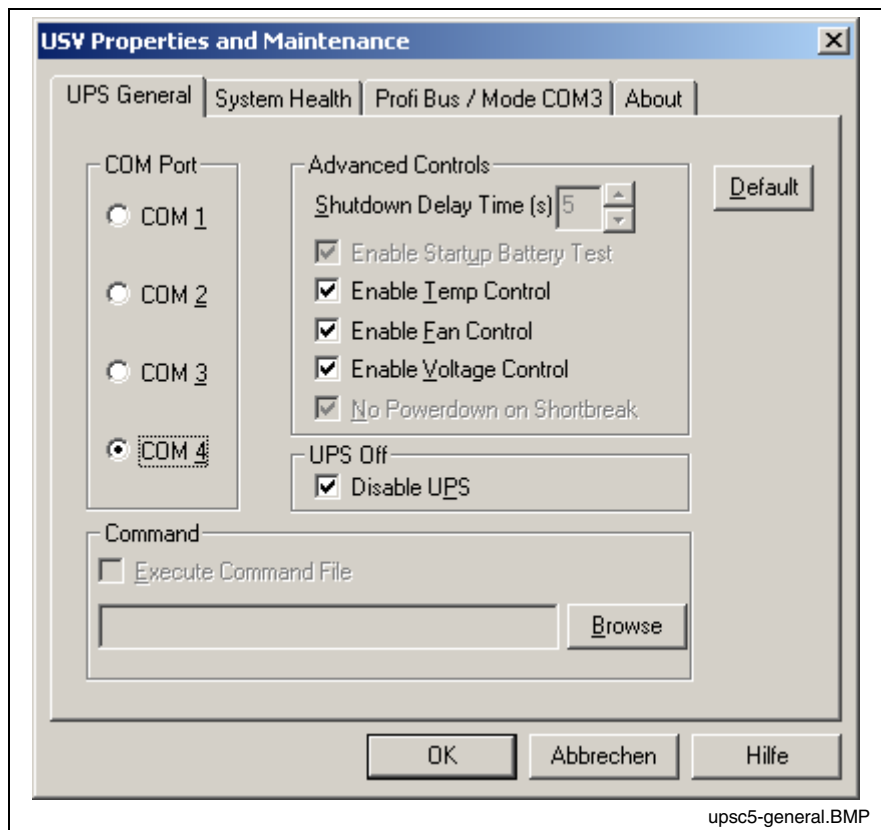 USV Properties and Maintenance
UPS General System Health Profi Bus / Mode COM3 About
COM Port
COM 1
COM 2
COM 3
COM 4
Advanced Controls
Shutdown Delay Time (s) 5
Enable Startup Battery Test
Enable Temp Control
Enable Fan Control
Enable Voltage Control
No Powerdown on Shortbreak
Default
UPS Off
Disable UPS
Command
Execute Command File
Browse
OK Abbrechen Hilfe
upsc5-general.BMP